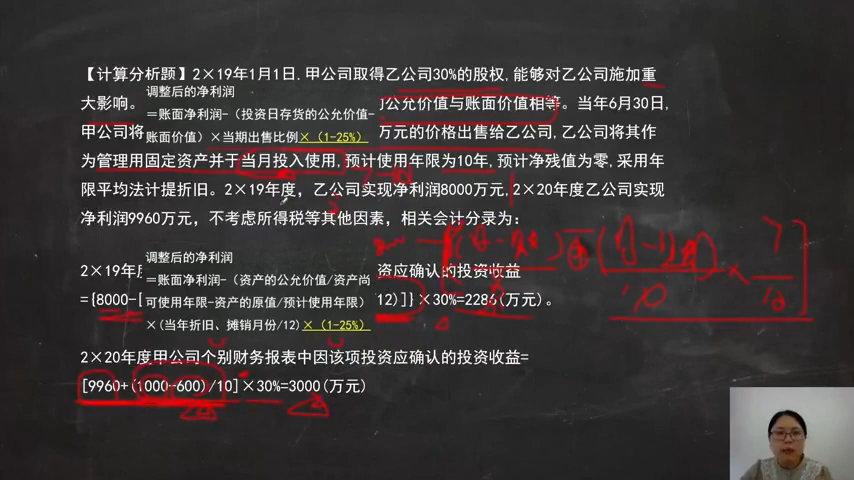 【计算分析题】2×19年1月1日.甲公司取得乙公司30%的股权,能够对乙公司施加重
调整后的净利润
大影响。
公允价值与账面价值相等。当年6月30日,
＝账面净利润-（投资日存货的公允价值-
甲公司将
账面价值）×当期出售比例×（1-25%）
万元的价格出售给乙公司,乙公司将其作
为管理用固定资产并于当月投入使用,预计使用年限为10年,预计净残值为零,采用年
限平均法计提折旧。2×19年度，乙公司实现净利润8000万元,2×20年度乙公司实现
净利润9960万元，不考虑所得税等其他因素，相关会计分录为：
调整后的净利润
2×19年
资应确认的投资收益
＝账面净利润-（资产的公允价值/资产尚
={8000-[
可使用年限-资产的原值/预计使用年限）
12)]}×30%=2286(万元)。
×(当年折旧、摊销月份/12)×（1-25%）
2×20年度甲公司个别财务报表中因该项投资应确认的投资收益=
[9960+(1000-600)/10]×30%=3000(万元)